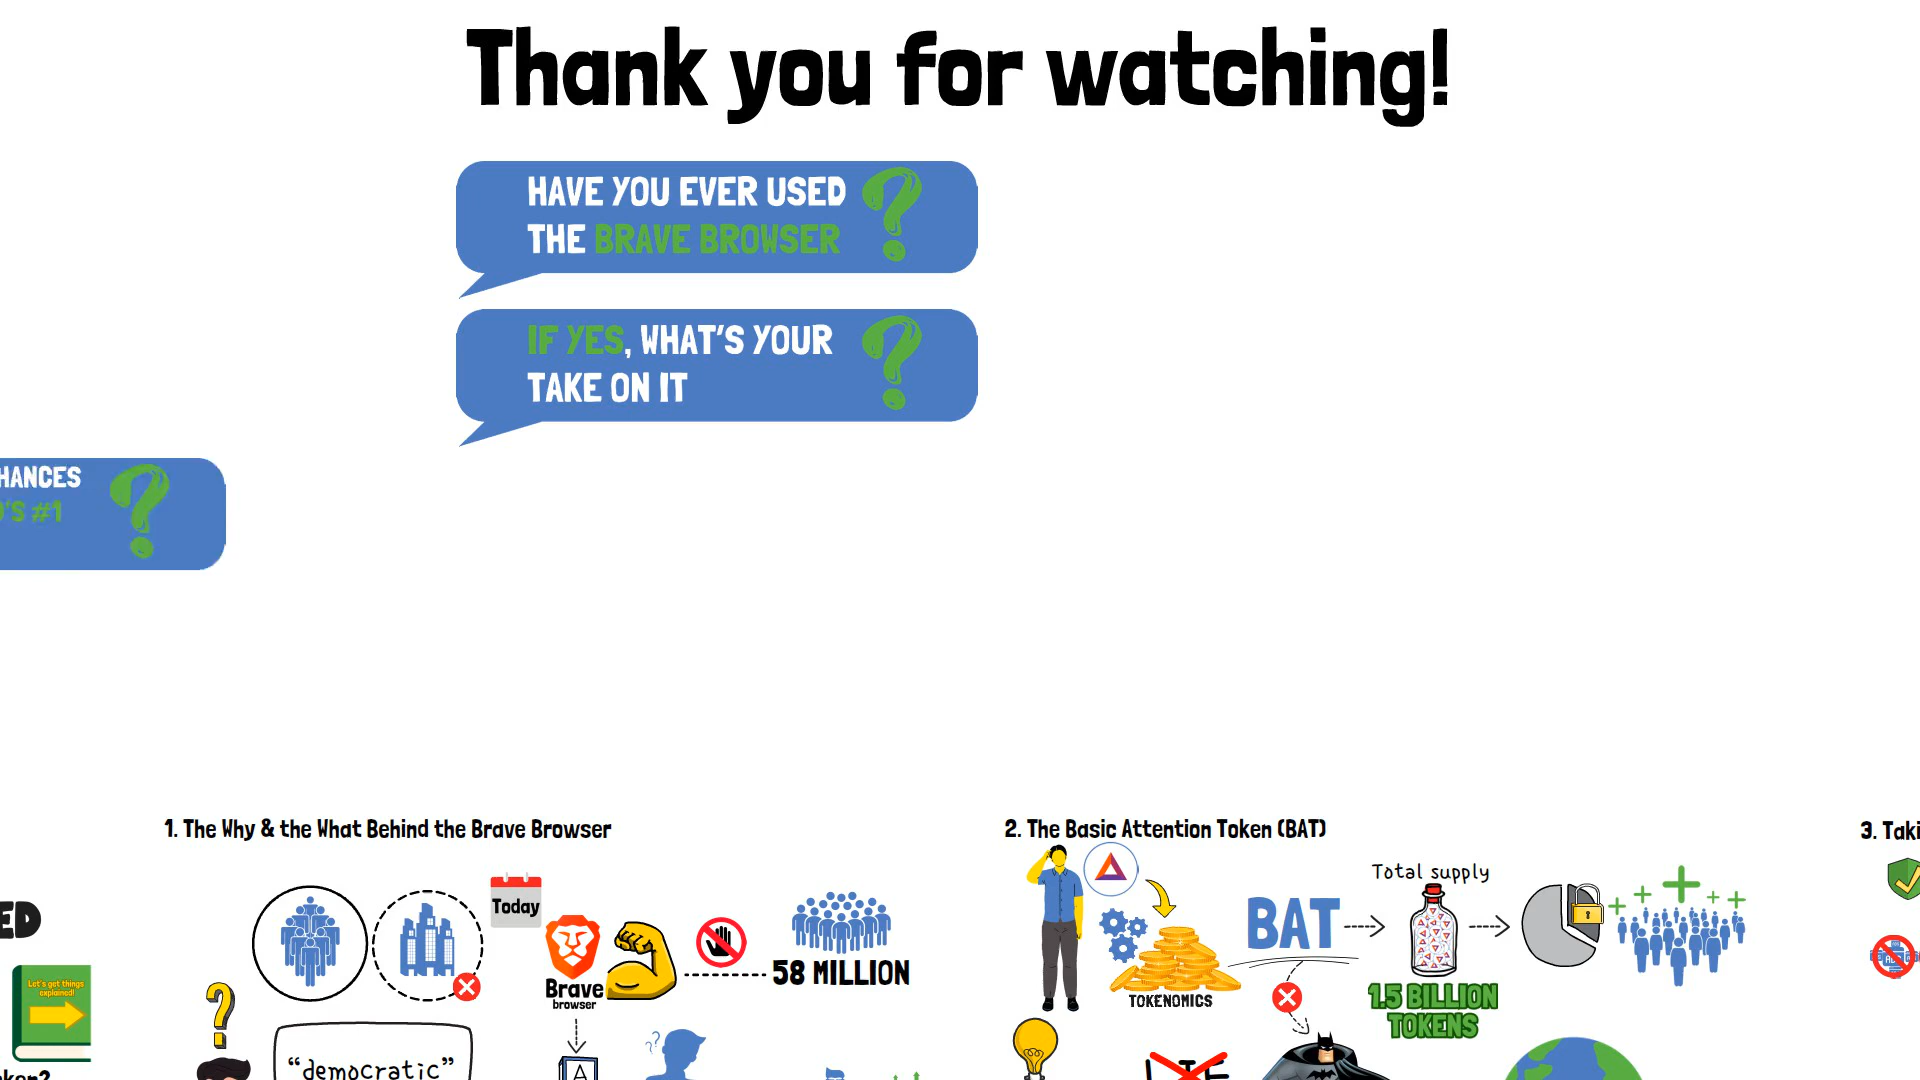 Thank you for watching!
HAVE YOU EVER USED
THE BRAVE BROWSER ?
IF YES, WHAT'S YOUR
TAKE ON IT ?
HANCES
'S #1 ?
1. The Why & the What Behind the Brave Browser
2. The Basic Attention Token (BAT)
3. Taki
ED
Let's get things
explained!
Today
Brave
browser
58 MILLION
"democratic"
A
TOKENOMICS
BAT
Total supply
1.5 BILLION
TOKENS